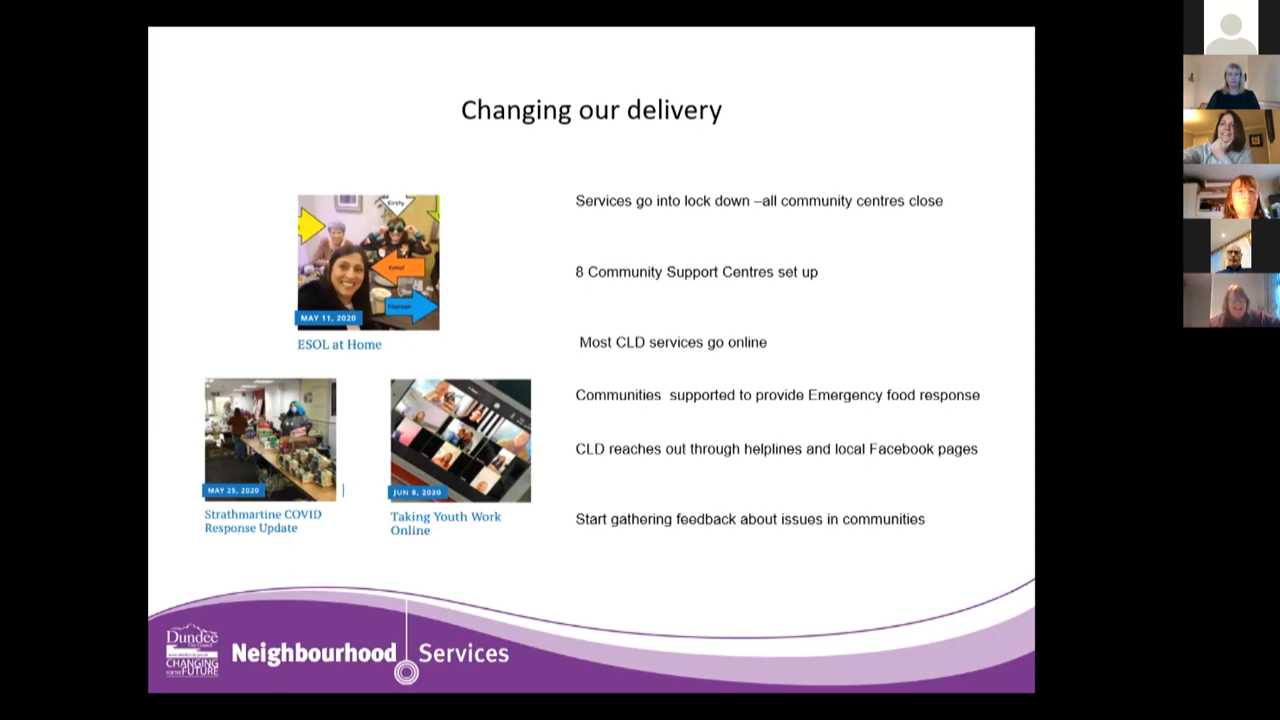 Changing our delivery
Services go into lock down –all community centres close
8 Community Support Centres set up
Most CLD services go online
Communities  supported to provide Emergency food response
CLD reaches out through helplines and local Facebook pages
Start gathering feedback about issues in communities
Kirsty
MAY 11, 2020
ESOL at Home
MAY 25, 2020
Strathmartine COVID
Response Update
JUN 8, 2020
Taking Youth Work
Online
Dundee
CHANGING
FOR THE FUTURE
Neighbourhood Services